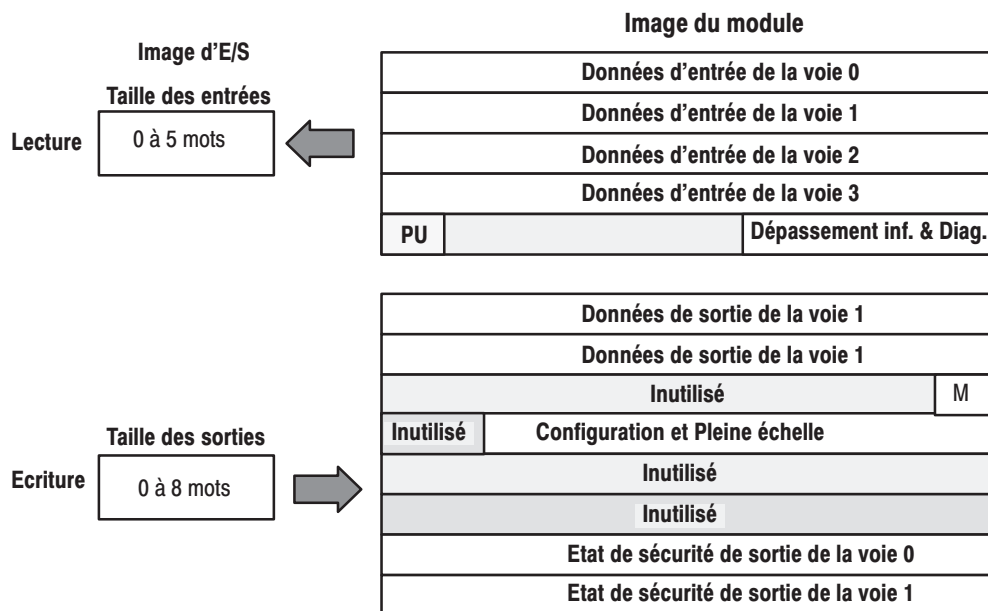 Image du module
Image d'E/S
Taille des entrées
Lecture
0 à 5 mots
Données d'entrée de la voie 0
Données d'entrée de la voie 1
Données d'entrée de la voie 2
Données d'entrée de la voie 3
PU
Dépassement inf. & Diag.
Données de sortie de la voie 1
Données de sortie de la voie 1
Inutilisé
M
Inutilisé
Configuration et Pleine échelle
Taille des sorties
Ecriture
0 à 8 mots
Inutilisé
Inutilisé
Etat de sécurité de sortie de la voie 0
Etat de sécurité de sortie de la voie 1